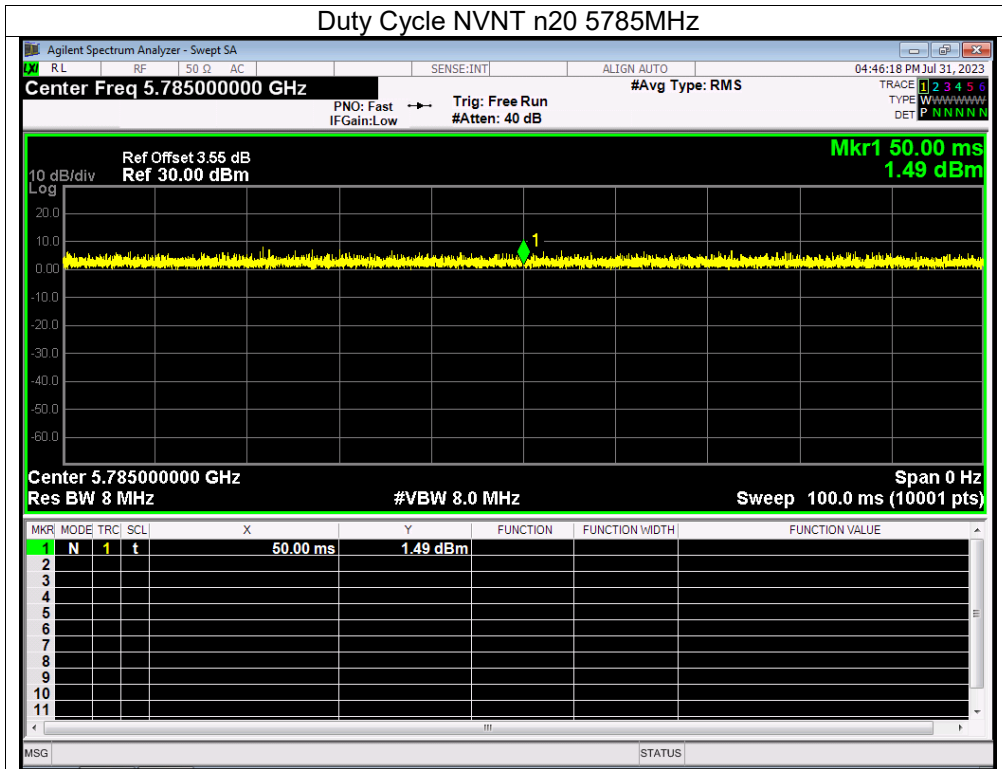 Duty Cycle NVNT n20 5785MHz
Agilent Spectrum Analyzer - Swept SA
LXI RL RF 50 Ω AC SENSE:INT ALIGN AUTO 04:46:18 PM Jul 31, 2023
Center Freq 5.785000000 GHz #Avg Type: RMS TRACE 1 2 3 4 5 6
PNO: Fast Trig: Free Run TYPE WWWWWW
IFGain:Low #Atten: 40 dB DET P N N N N N
Mkr1 50.00 ms
Ref Offset 3.55 dB
10 dB/div Ref 30.00 dBm 1.49 dBm
Log
20.0
10.0
1
0.00
-10.0
-20.0
-30.0
-40.0
-50.0
-60.0
Center 5.785000000 GHz Span 0 Hz
Res BW 8 MHz #VBW 8.0 MHz Sweep 100.0 ms (10001 pts)
MKR MODE TRC SCL X Y FUNCTION FUNCTION WIDTH FUNCTION VALUE
1 N 1 t 50.00 ms 1.49 dBm
2
3
4
5
6
7
8
9
10
11
MSG STATUS